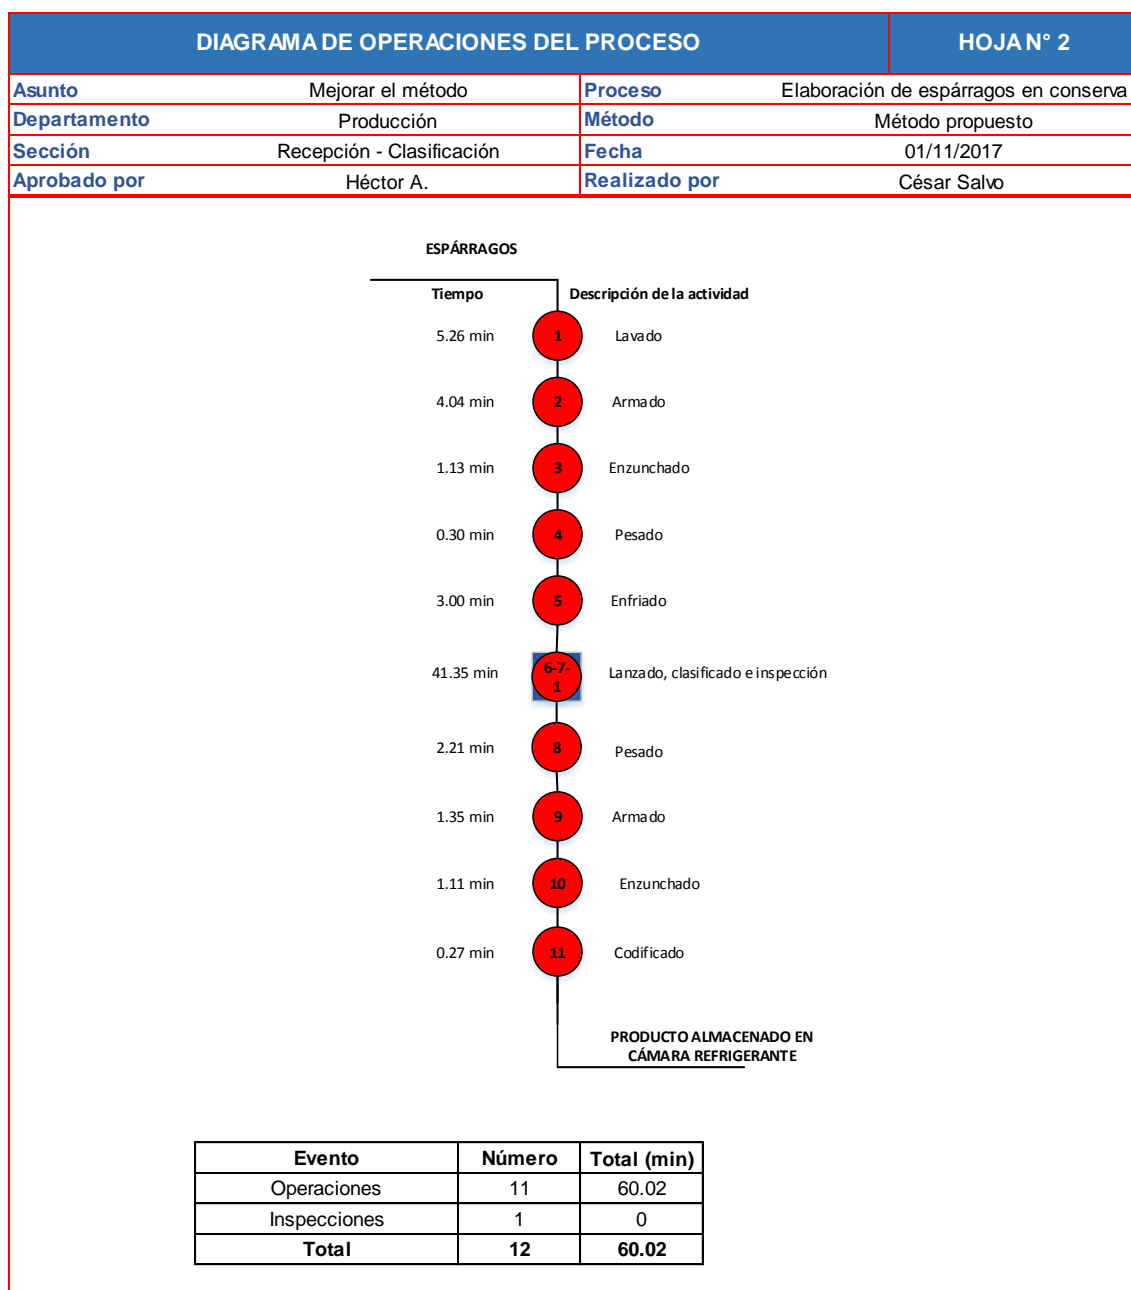 DIAGRAMA DE OPERACIONES DEL PROCESO HOJA N° 2
Asunto Mejorar el método Proceso Elaboración de espárragos en conserva
Departamento Producción Método Método propuesto
Sección Recepción - Clasificación Fecha 01/11/2017
Aprobado por Héctor A. Realizado por César Salvo
ESPÁRRAGOS
Tiempo Descripción de la actividad
5.26 min 1 Lavado
4.04 min 2 Armado
1.13 min 3 Enzunchado
0.30 min 4 Pesado
3.00 min 5 Enfriado
41.35 min 6-7-1 Lanzado, clasificado e inspección
2.21 min 8 Pesado
1.35 min 9 Armado
1.11 min 10 Enzunchado
0.27 min 11 Codificado
PRODUCTO ALMACENADO EN
CÁMARA REFRIGERANTE
Evento Número Total (min)
Operaciones 11 60.02
Inspecciones 1 0
Total 12 60.02